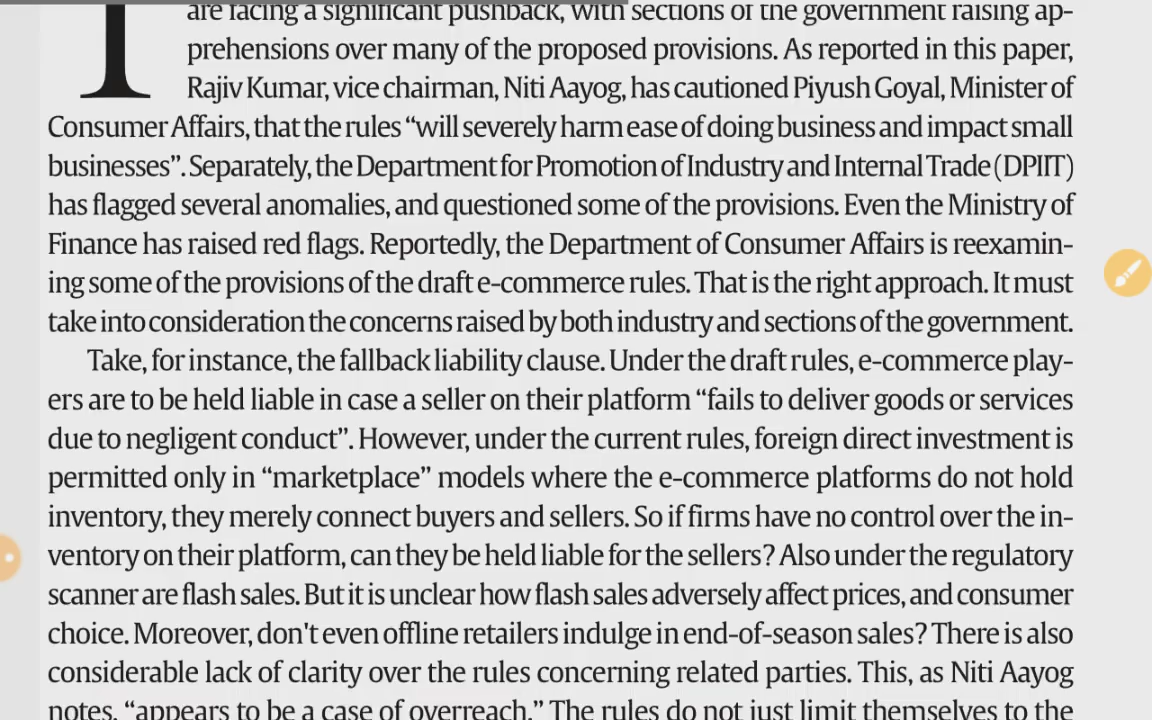 T
are facing a significant pushback, with sections of the government raising ap-
prehensions over many of the proposed provisions. As reported in this paper,
Rajiv Kumar, vice chairman, Niti Aayog, has cautioned Piyush Goyal, Minister of
Consumer Affairs, that the rules “will severely harm ease of doing business and impact small
businesses”. Separately, the Department for Promotion of Industry and Internal Trade (DPIIT)
has flagged several anomalies, and questioned some of the provisions. Even the Ministry of
Finance has raised red flags. Reportedly, the Department of Consumer Affairs is reexamin-
ing some of the provisions of the draft e-commerce rules. That is the right approach. It must
take into consideration the concerns raised by both industry and sections of the government.
Take, for instance, the fallback liability clause. Under the draft rules, e-commerce play-
ers are to be held liable in case a seller on their platform “fails to deliver goods or services
due to negligent conduct”. However, under the current rules, foreign direct investment is
permitted only in “marketplace” models where the e-commerce platforms do not hold
inventory, they merely connect buyers and sellers. So if firms have no control over the in-
ventory on their platform, can they be held liable for the sellers? Also under the regulatory
scanner are flash sales. But it is unclear how flash sales adversely affect prices, and consumer
choice. Moreover, don't even offline retailers indulge in end-of-season sales? There is also
considerable lack of clarity over the rules concerning related parties. This, as Niti Aayog
notes, “appears to be a case of overreach.” The rules do not just limit themselves to the